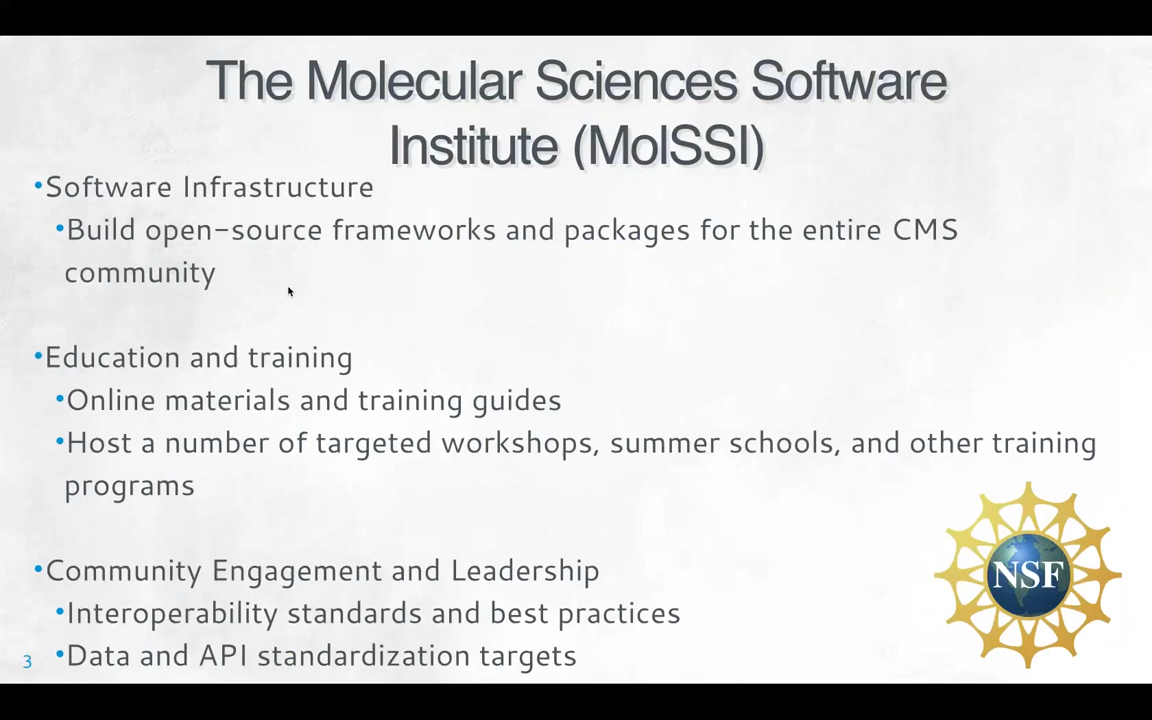 The Molecular Sciences Software
Institute (MolSSI)
•Software Infrastructure
•Build open-source frameworks and packages for the entire CMS
community
•Education and training
•Online materials and training guides
•Host a number of targeted workshops, summer schools, and other training
programs
•Community Engagement and Leadership
•Interoperability standards and best practices
•Data and API standardization targets
NSF
3